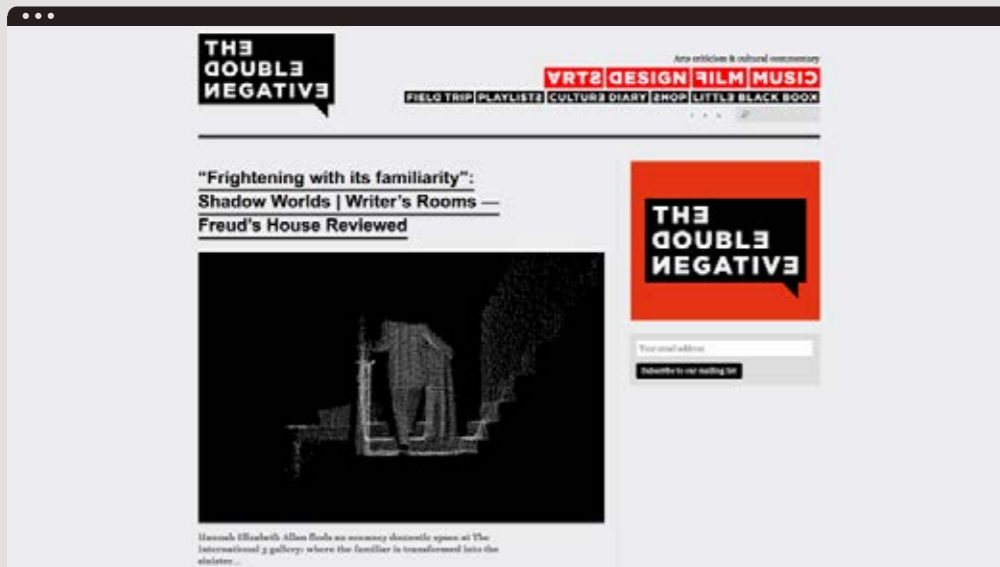 THE
DOUBLE
NEGATIVE
Arts criticism & cultural commentary
ARTS DESIGN FILM MUSIC
FIELD TRIP PLAYLISTS CULTURE DIARY SHOP LITTLE BLACK BOOK
“Frightening with its familiarity”:
Shadow Worlds | Writer’s Rooms —
Freud’s House Reviewed
THE
DOUBLE
NEGATIVE
Your email address
Subscribe to our mailing list
Hannah Elizabeth Allan finds an uncanny domestic space at The
International 3 gallery: where the familiar is transformed into the
sinister…